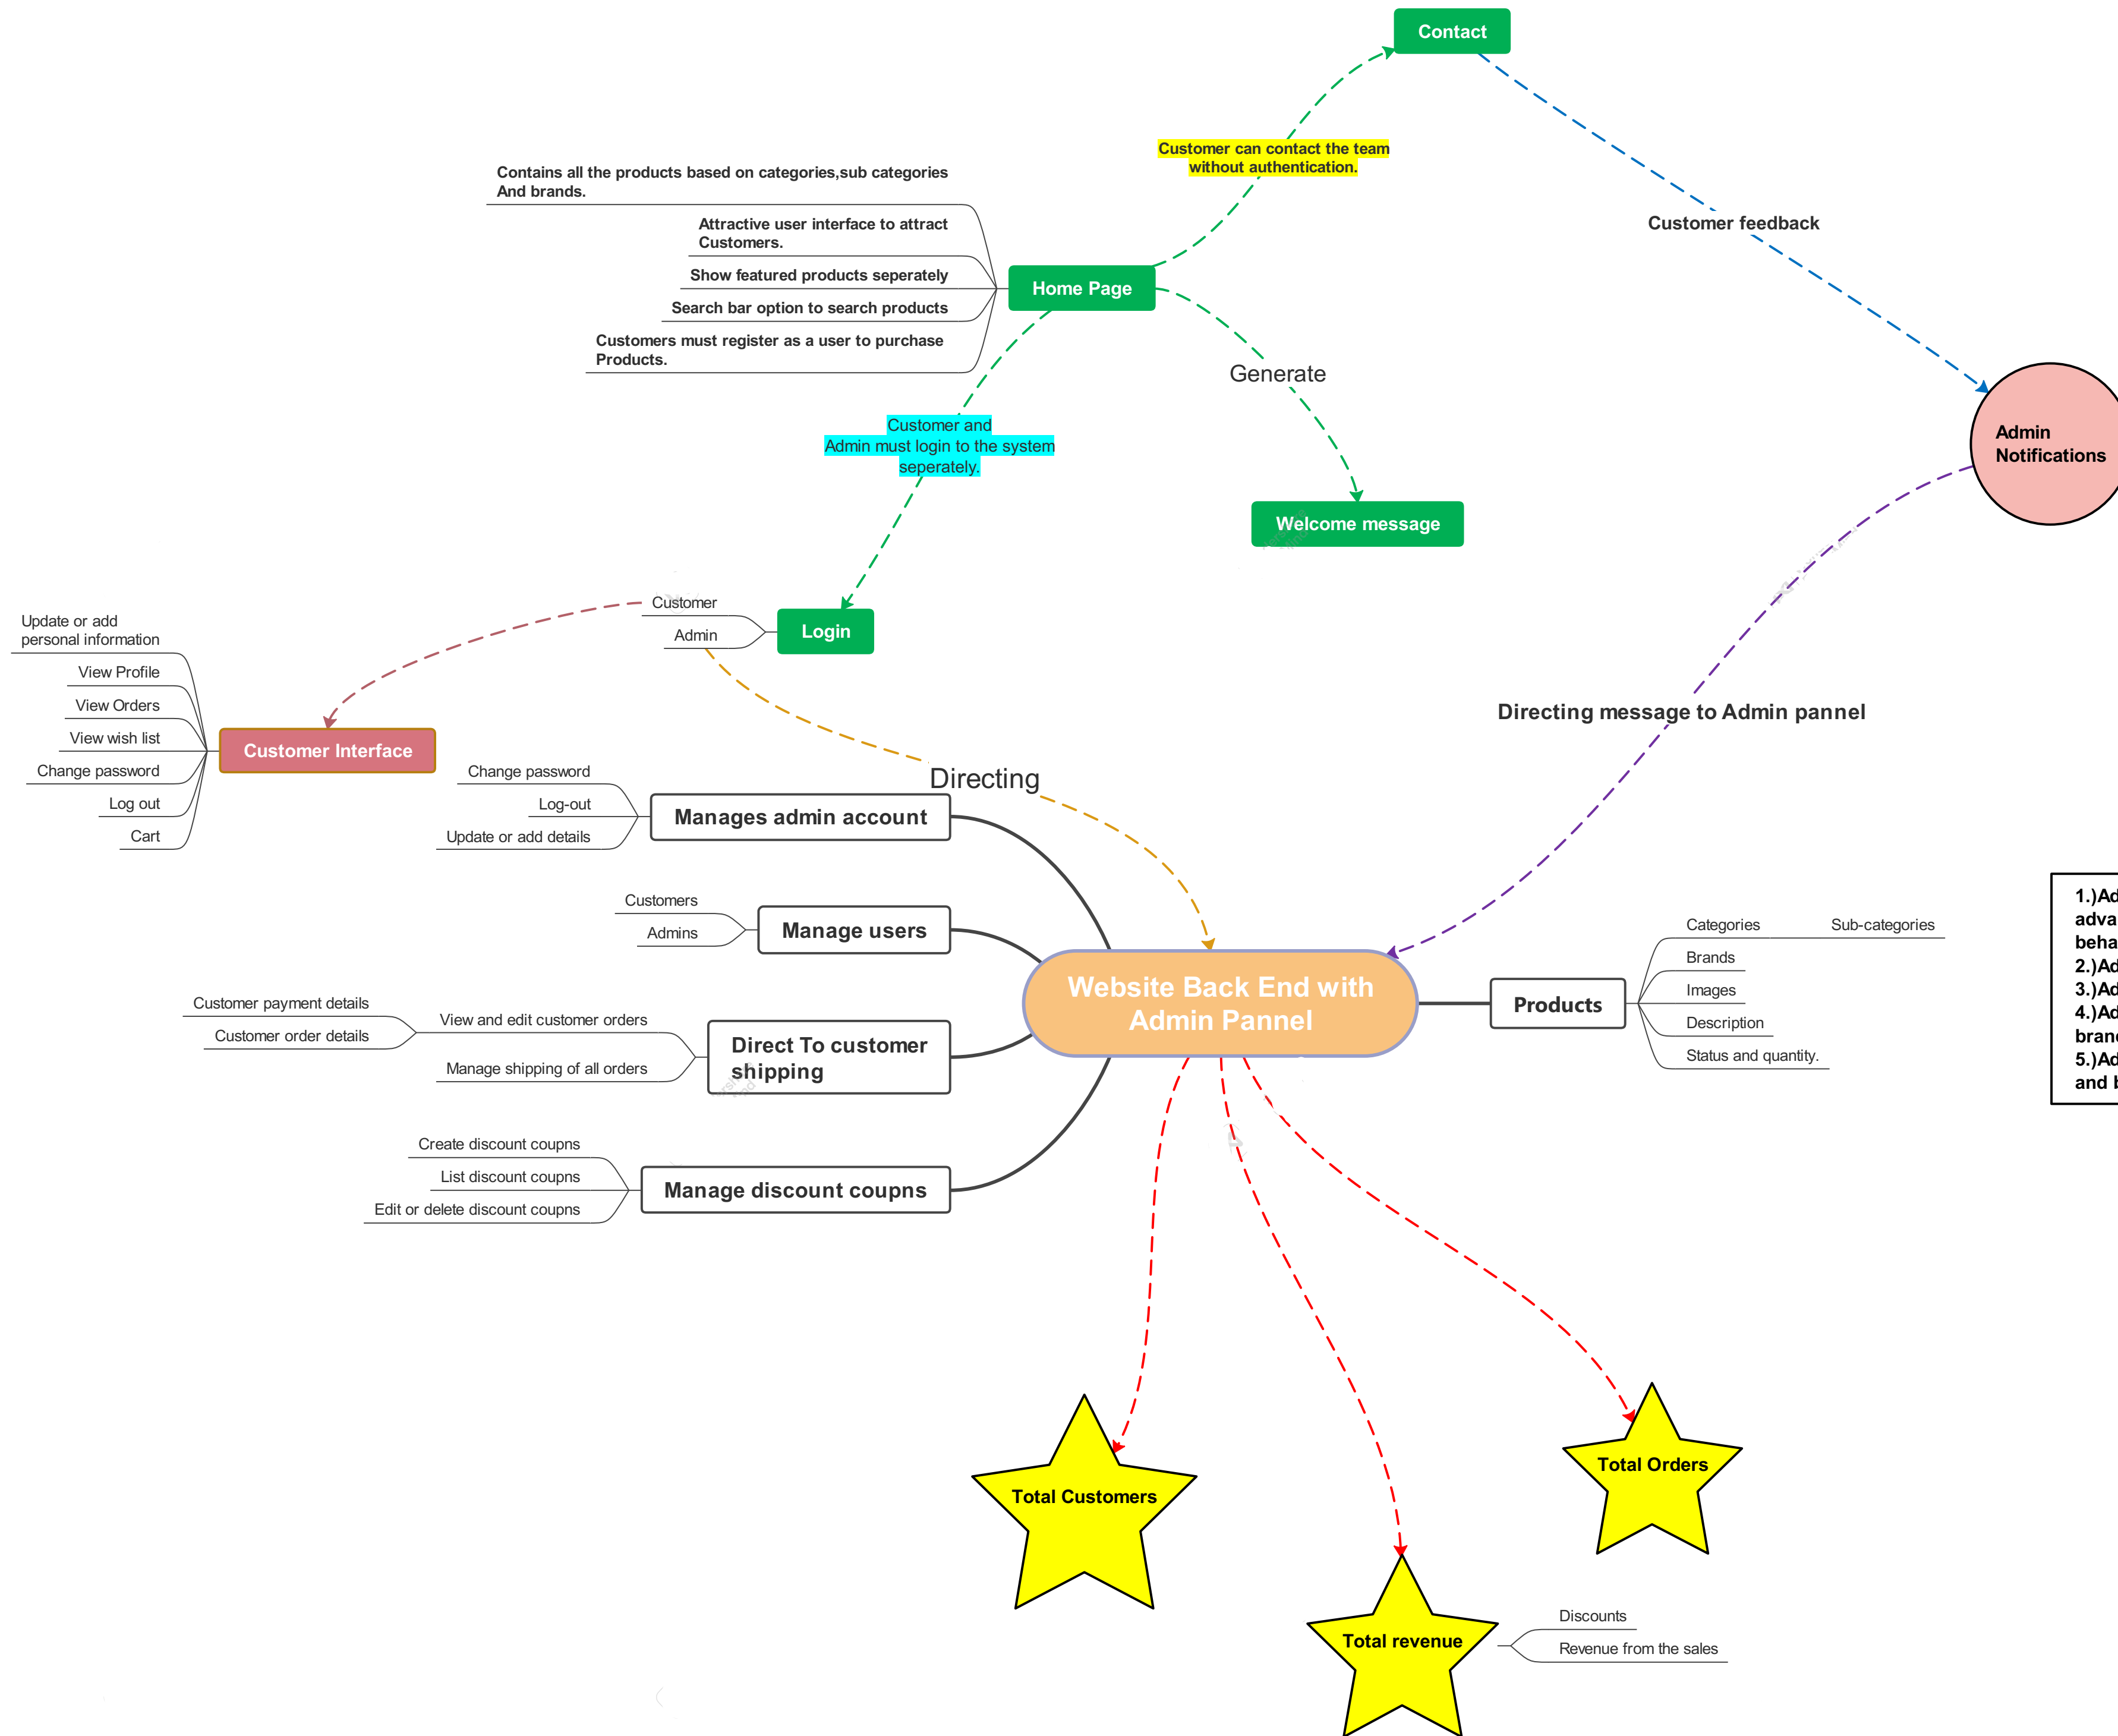 Contact
Customer can contact the team
without authentication.
Contains all the products based on categories,sub categories
And brands.
Attractive user interface to attract
Customers.
Show featured products seperately
Search bar option to search products
Customers must register as a user to purchase
Products.
Home Page
Customer feedback
Generate
Customer and
Admin must login to the system
seperately.
Admin
Notifications
Welcome message
Customer
Admin
Login
Update or add
personal information
View Profile
View Orders
View wish list
Change password
Log out
Cart
Customer Interface
Directing message to Admin pannel
Directing
Change password
Log-out
Update or add details
Manages admin account
Customers
Admins
Manage users
Customer payment details
Customer order details
View and edit customer orders
Manage shipping of all orders
Direct To customer
shipping
Create discount coupns
List discount coupns
Edit or delete discount coupns
Manage discount coupns
Website Back End with
Admin Pannel
Products
Categories
Sub-categories
Brands
Images
Description
Status and quantity.
1.)
2.)
3.)
4.)
5.)
and
Total Customers
Total Orders
Total revenue
Discounts
Revenue from the sales